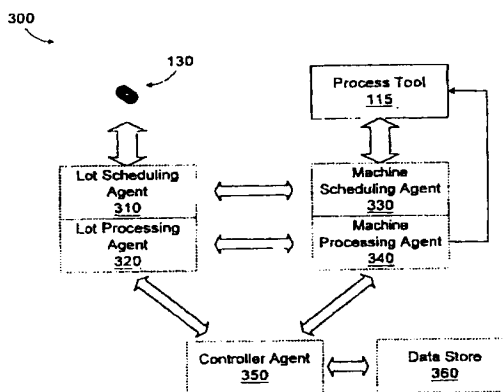 300
130
Process Tool
115
Lot Scheduling
Agent
310
Machine
Scheduling Agent
330
Lot Processing
Agent
320
Machine
Processing Agent
340
Controller Agent
350
Data Store
360